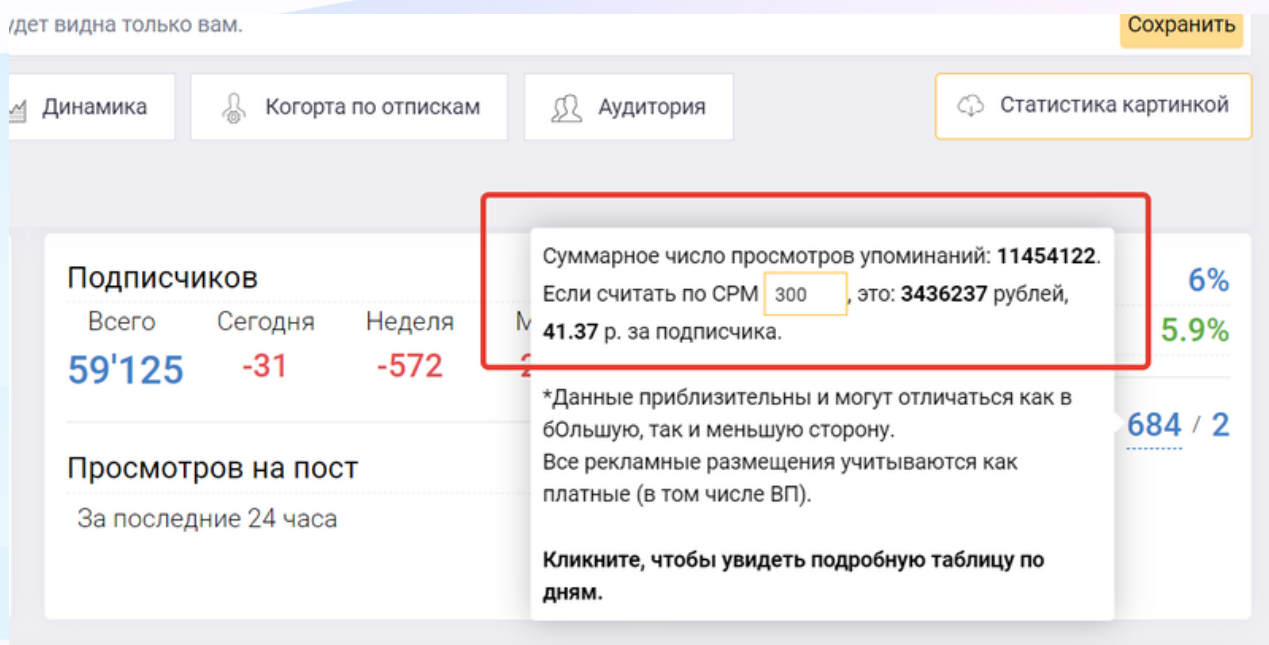 удет видна только вам.
Сохранить
Динамика
Когорта по отпискам
Аудитория
Статистика картинкой
Подписчиков
Всего Сегодня Неделя
59'125 -31 -572
Суммарное число просмотров упоминаний: 11454122.
Если считать по СРМ 300 , это: 3436237 рублей,
41.37 р. за подписчика.
*Данные приблизительны и могут отличаться как в
бОльшую, так и меньшую сторону.
Все рекламные размещения учитываются как
платные (в том числе ВП).
Кликните, чтобы увидеть подробную таблицу по
дням.
6%
5.9%
684 / 2
Просмотров на пост
За последние 24 часа